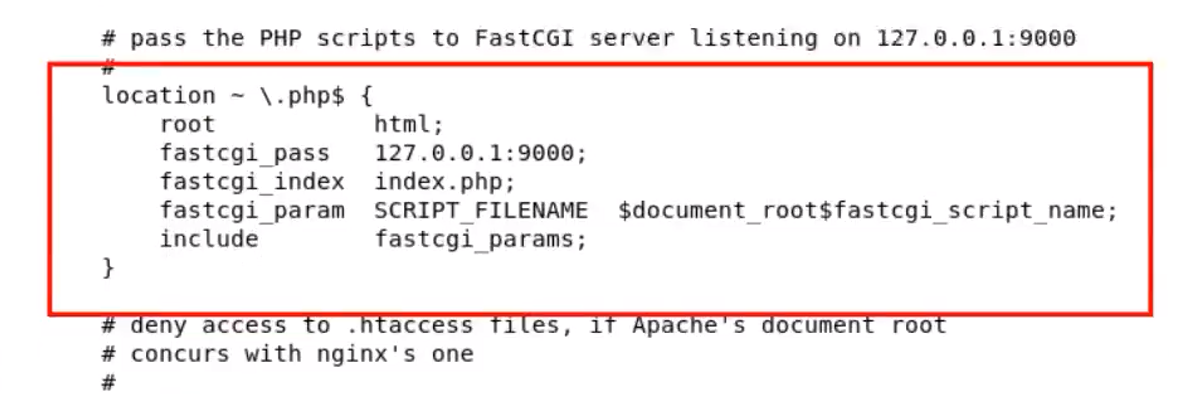 # pass the PHP scripts to FastCGI server listening on 127.0.0.1:9000
#
location ~ \.php$ {
    root           html;
    fastcgi_pass   127.0.0.1:9000;
    fastcgi_index  index.php;
    fastcgi_param  SCRIPT_FILENAME  $document_root$fastcgi_script_name;
    include        fastcgi_params;
}
# deny access to .htaccess files, if Apache's document root
# concurs with nginx's one
#